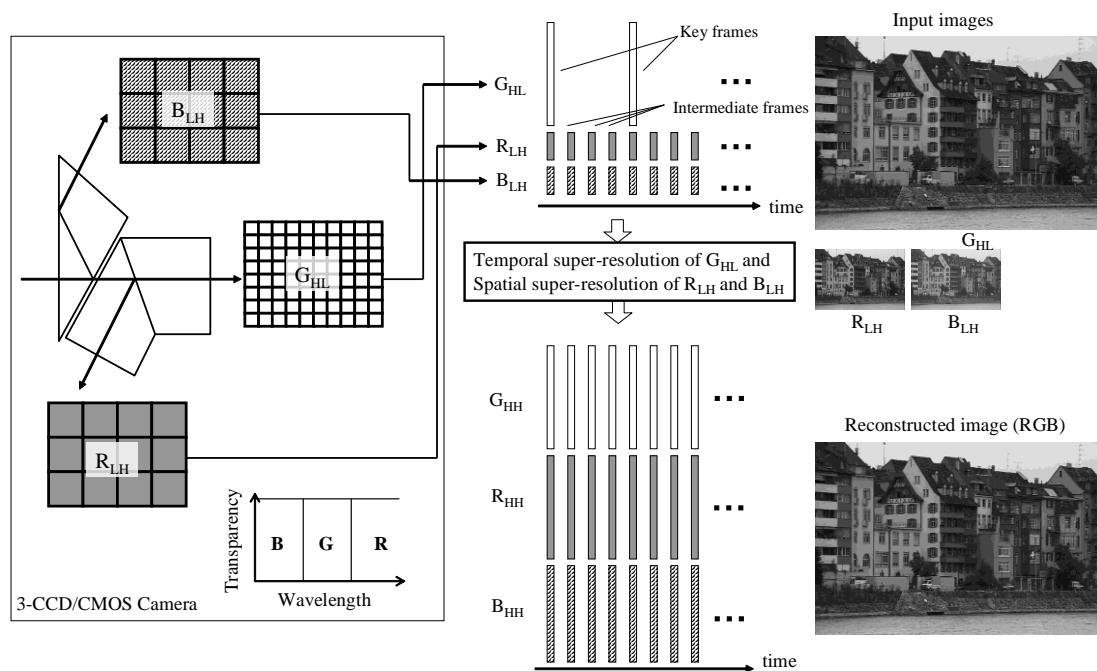 B_LH
G_HL
R_LH
Transparency
B G R
Wavelength
3-CCD/CMOS Camera
Key frames
G_HL
Intermediate frames
R_LH
B_LH
time
Temporal super-resolution of G_HL and
Spatial super-resolution of R_LH and B_LH
G_HH
R_HH
B_HH
time
Input images
G_HL
R_LH
B_LH
Reconstructed image (RGB)